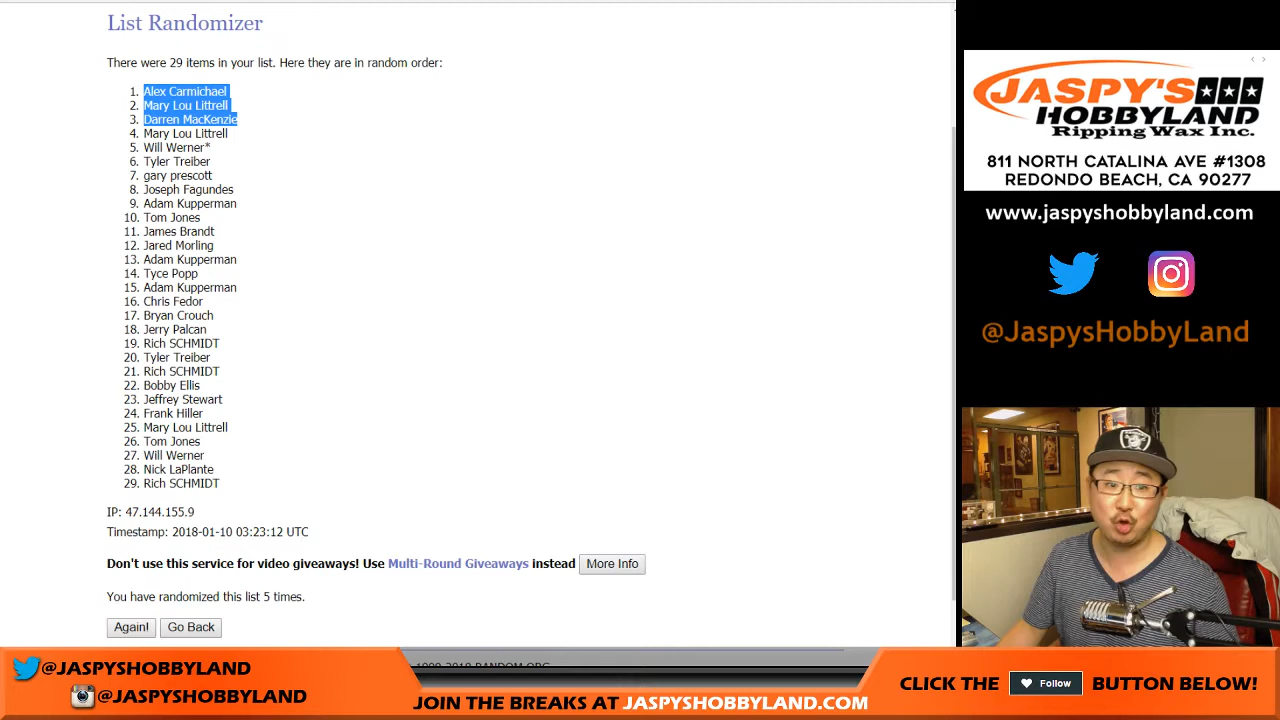 List Randomizer
There were 29 items in your list. Here they are in random order:
1. Alex Carmichael
2. Mary Lou Littrell
3. Darren MacKenzie
4. Mary Lou Littrell
5. Will Werner*
6. Tyler Treiber
7. gary prescott
8. Joseph Fagundes
9. Adam Kupperman
10. Tom Jones
11. James Brandt
12. Jared Morling
13. Adam Kupperman
14. Tyce Popp
15. Adam Kupperman
16. Chris Fedor
17. Bryan Crouch
18. Jerry Palcan
19. Rich SCHMIDT
20. Tyler Treiber
21. Rich SCHMIDT
22. Bobby Ellis
23. Jeffrey Stewart
24. Frank Hiller
25. Mary Lou Littrell
26. Tom Jones
27. Will Werner
28. Nick LaPlante
29. Rich SCHMIDT
IP: 47.144.155.9
Timestamp: 2018-01-10 03:23:12 UTC
Don't use this service for video giveaways! Use Multi-Round Giveaways instead More Info
You have randomized this list 5 times.
Again! Go Back
JASPY'S
HOBBYLAND
Ripping Wax Inc.
811 NORTH CATALINA AVE #1308
REDONDO BEACH, CA 90277
www.jaspyshobbyland.com
@JaspysHobbyLand
@JASPYSHOBBYLAND
@JASPYSHOBBYLAND
JOIN THE BREAKS AT JASPYSHOBBYLAND.COM
CLICK THE Follow BUTTON BELOW!